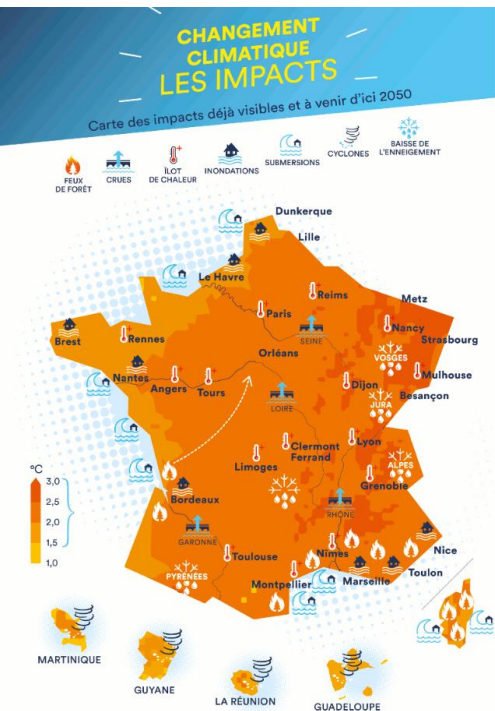 CHANGEMENT
CLIMATIQUE
LES IMPACTS
Carte des impacts déjà visibles et à venir d'ici 2050
FEUX
DE FORÊT
CRUES
ÎLOT
DE CHALEUR
INONDATIONS
SUBMERSIONS
CYCLONES
BAISSE DE
L'ENNEIGEMENT
Dunkerque
Lille
Le Havre
Reims
Metz
Paris
Nancy
Brest
Rennes
SEINE
Strasbourg
VOSGES
Orléans
Nantes
Angers
Tours
Dijon
Mulhouse
Besançon
JURA
LOIRE
Lyon
Clermont
Ferrand
Limoges
ALPES
Grenoble
°C
3,0
2,5
2,0
1,5
1,0
Bordeaux
RHÔNE
GARONNE
Toulouse
Nîmes
Nice
PYRÉNÉES
Montpellier
Marseille
Toulon
MARTINIQUE
GUYANE
LA RÉUNION
GUADELOUPE